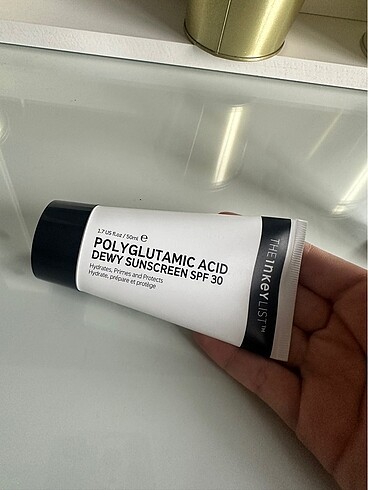 1.7 US fl.oz / 50ml e
POLYGLUTAMIC ACID
DEWY SUNSCREEN SPF 30
Hydrates, Primes and Protects
Hydrate, prépare et protège
THE INKEY LIST™